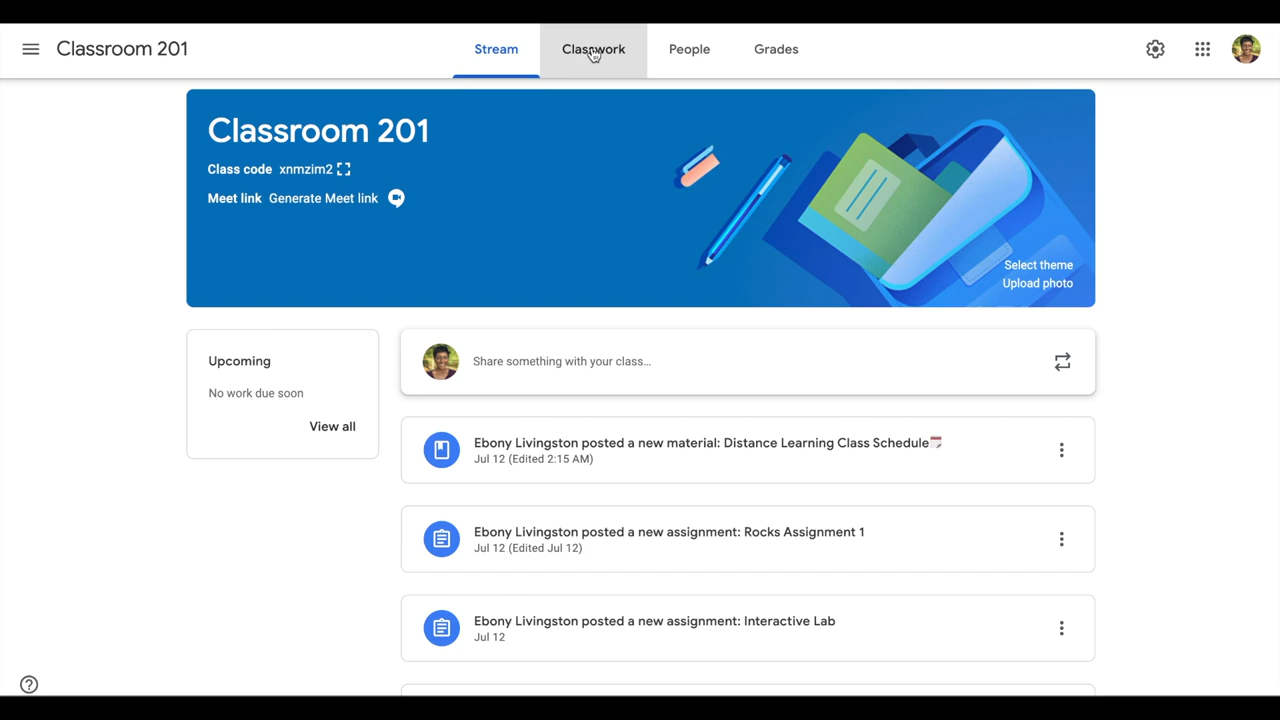 Classroom 201
Stream
Classwork
People
Grades
Classroom 201
Class code xnmzim2
Meet link Generate Meet link
Select theme
Upload photo
Upcoming
No work due soon
View all
Share something with your class...
Ebony Livingston posted a new material: Distance Learning Class Schedule
Jul 12 (Edited 2:15 AM)
Ebony Livingston posted a new assignment: Rocks Assignment 1
Jul 12 (Edited Jul 12)
Ebony Livingston posted a new assignment: Interactive Lab
Jul 12